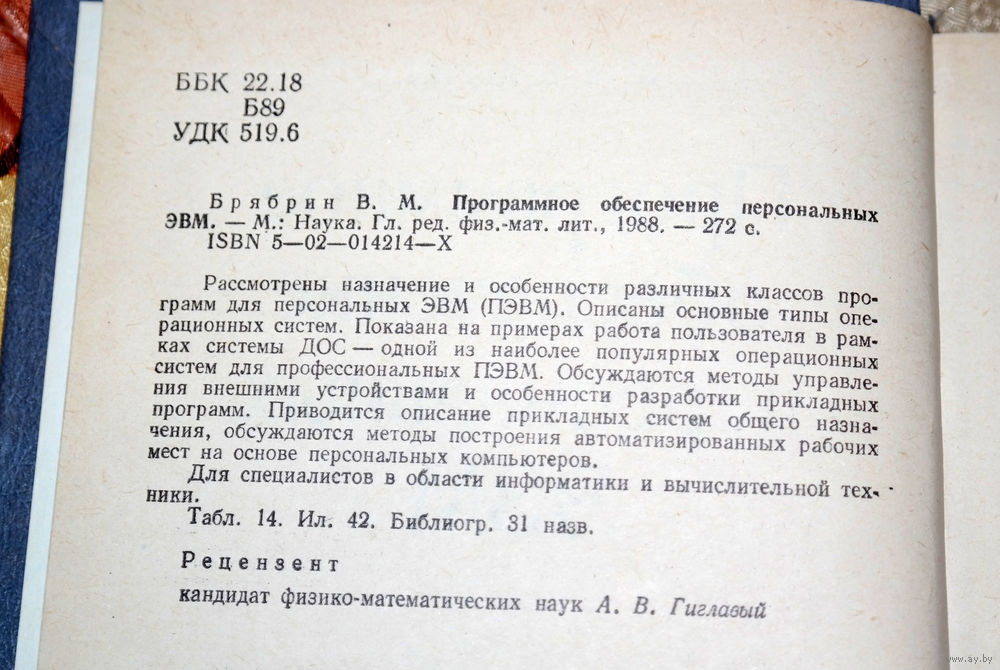 ББК 22.18
Б89
УДК 519.6
Брябрин В. М. Программное обеспечение персональных
ЭВМ. — М.: Наука. Гл. ред. физ.-мат. лит., 1988. — 272 с.
ISBN 5—02—014214—X
Рассмотрены назначение и особенности различных классов про-
грамм для персональных ЭВМ (ПЭВМ). Описаны основные типы опе-
рационных систем. Показана на примерах работа пользователя в рам-
ках системы ДОС — одной из наиболее популярных операционных
систем для профессиональных ПЭВМ. Обсуждаются методы управле-
ния внешними устройствами и особенности разработки прикладных
программ. Приводится описание прикладных систем общего назна-
чения, обсуждаются методы построения автоматизированных рабочих
мест на основе персональных компьютеров.
Для специалистов в области информатики и вычислительной тех-
ники.
Табл. 14. Ил. 42. Библиогр. 31 назв.
Рецензент
кандидат физико-математических наук А. В. Гиглавый
www.ay.by